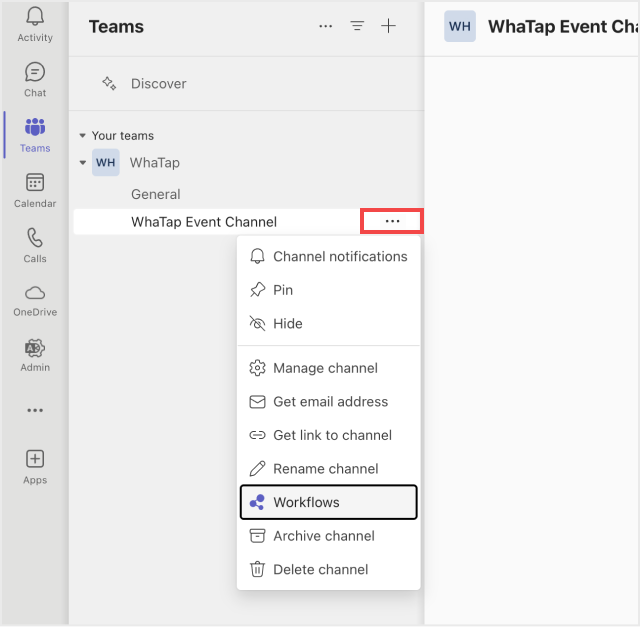 Activity
Chat
Teams
Calendar
Calls
OneDrive
Admin
Apps
Teams
Discover
Your teams
WH WhaTap
General
WhaTap Event Channel
Channel notifications
Pin
Hide
Manage channel
Get email address
Get link to channel
Rename channel
Workflows
Archive channel
Delete channel
WH WhaTap Event Cha